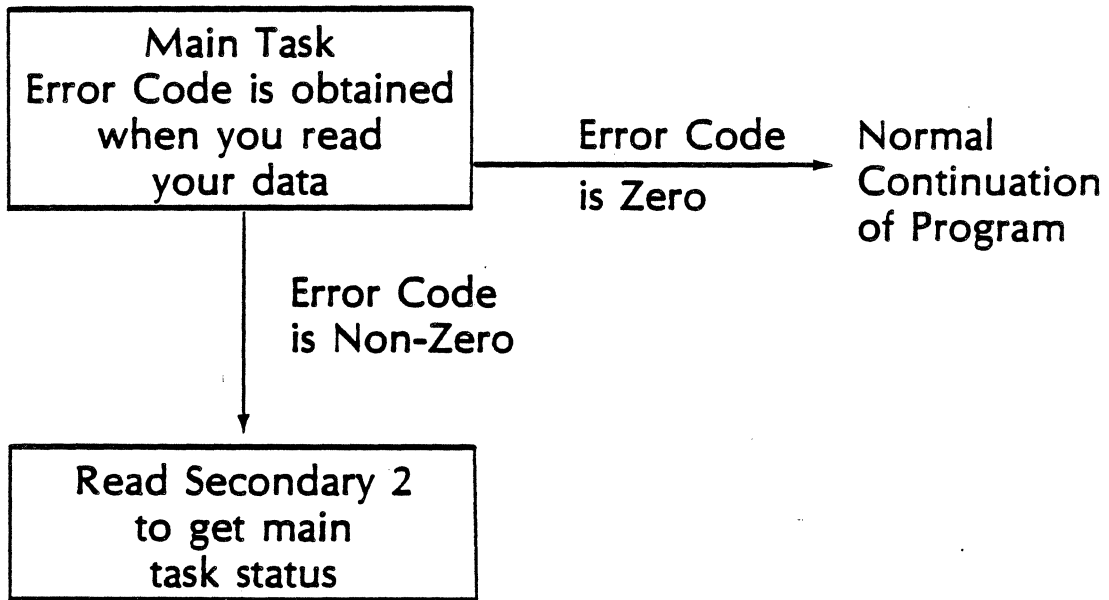 Main Task
Error Code is obtained
when you read
your data
Error Code
is Zero
Normal
Continuation
of Program
Error Code
is Non-Zero
Read Secondary 2
to get main
task status